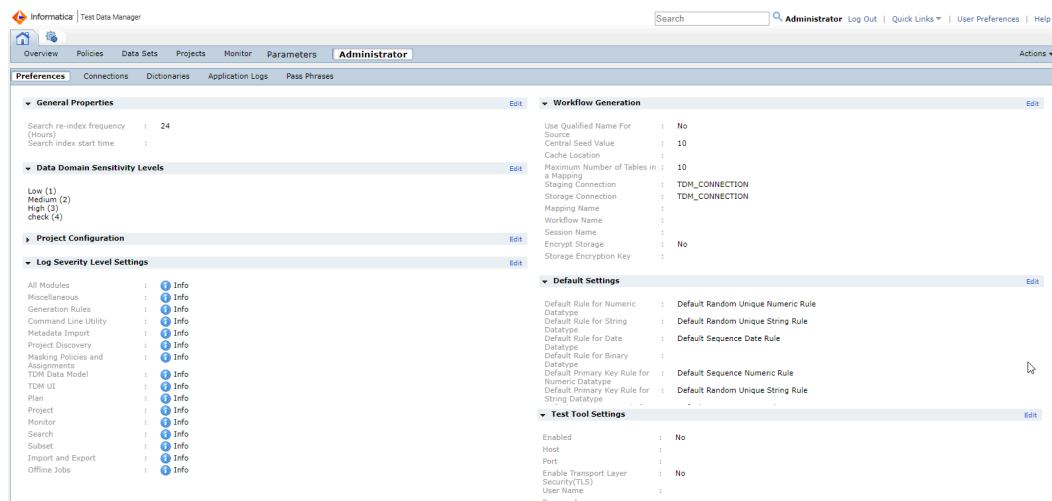 Informatica Test Data Manager
Search
Administrator Log Out | Quick Links | User Preferences | Help
Overview Policies Data Sets Projects Monitor Parameters Administrator Actions
Preferences Connections Dictionaries Application Logs Pass Phrases
General Properties Edit
Search re-index frequency : 24
(Hours)
Search index start time :
Data Domain Sensitivity Levels Edit
Low (1)
Medium (2)
High (3)
check (4)
Project Configuration Edit
Log Severity Level Settings Edit
All Modules : Info
Miscellaneous : Info
Generation Rules : Info
Command Line Utility : Info
Metadata Import : Info
Project Discovery : Info
Masking Policies and : Info
Assignments
TDM Data Model : Info
TDM UI : Info
Plan : Info
Project : Info
Monitor : Info
Search : Info
Subset : Info
Import and Export : Info
Offline Jobs : Info
Workflow Generation Edit
Use Qualified Name For : No
Source
Central Seed Value : 10
Cache Location :
Maximum Number of Tables in : 10
a Mapping
Staging Connection : TDM_CONNECTION
Storage Connection : TDM_CONNECTION
Mapping Name :
Workflow Name :
Session Name :
Encrypt Storage : No
Storage Encryption Key :
Default Settings Edit
Default Rule for Numeric : Default Random Unique Numeric Rule
Datatype
Default Rule for String : Default Random Unique String Rule
Datatype
Default Rule for Date : Default Sequence Date Rule
Datatype
Default Rule for Binary :
Datatype
Default Primary Key Rule for : Default Sequence Numeric Rule
Numeric Datatype
Default Primary Key Rule for : Default Random Unique String Rule
String Datatype
Test Tool Settings Edit
Enabled : No
Host :
Port :
Enable Transport Layer : No
Security(TLS)
User Name :